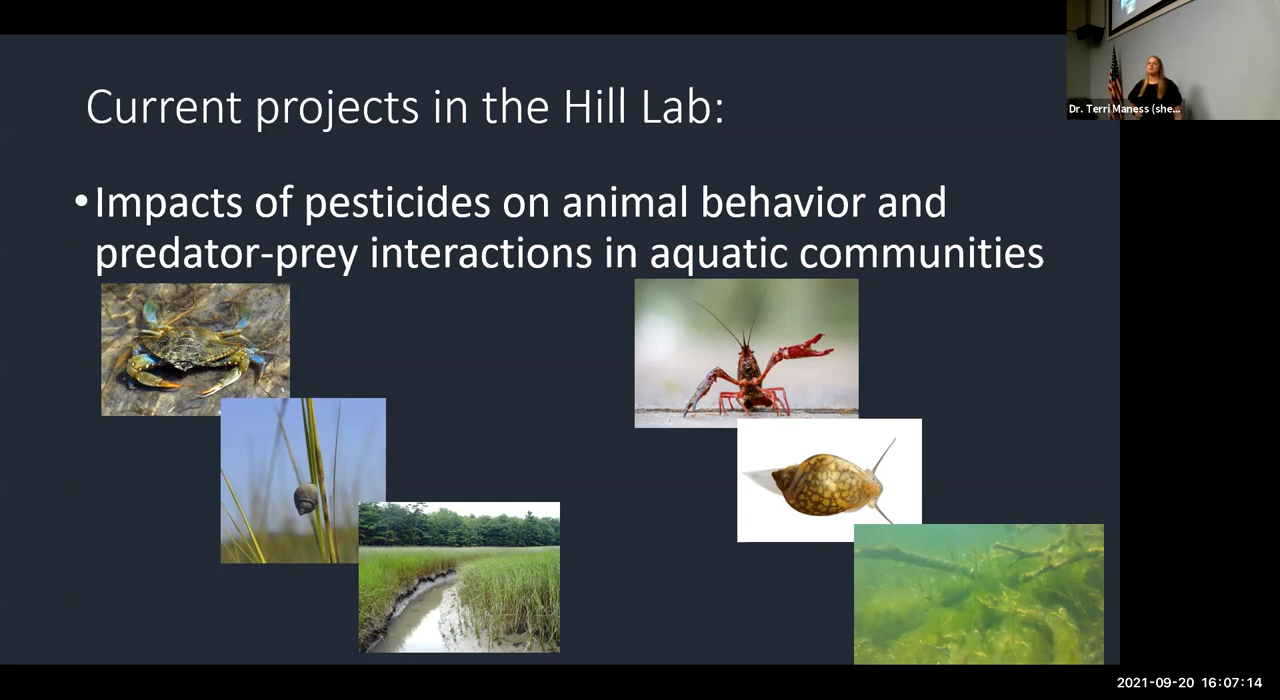 Current projects in the Hill Lab:
• Impacts of pesticides on animal behavior and
predator-prey interactions in aquatic communities
Dr. Terri Maness (she...
2021-09-20 16:07:14